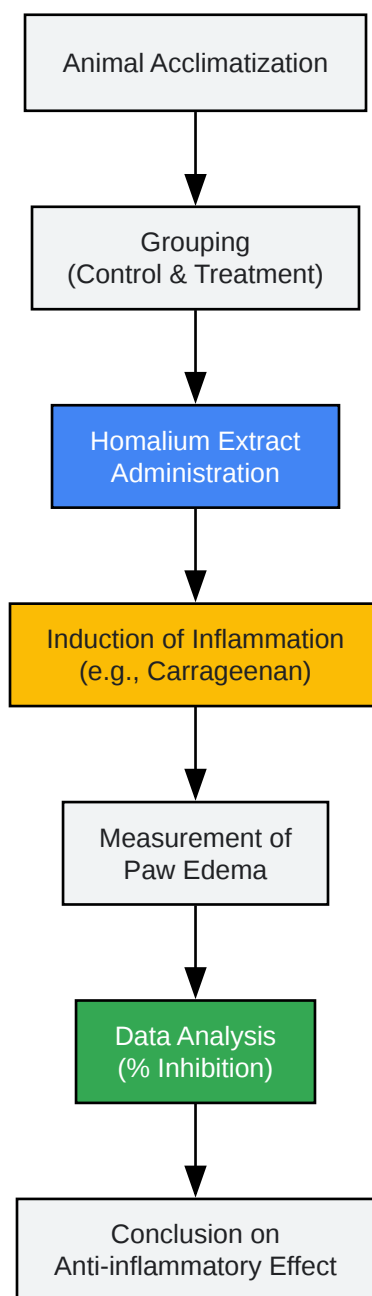 Animal Acclimatization
Grouping
(Control & Treatment)
Homalium Extract
Administration
Induction of Inflammation
(e.g., Carrageenan)
Measurement of
Paw Edema
Data Analysis
(% Inhibition)
Conclusion on
Anti-inflammatory Effect